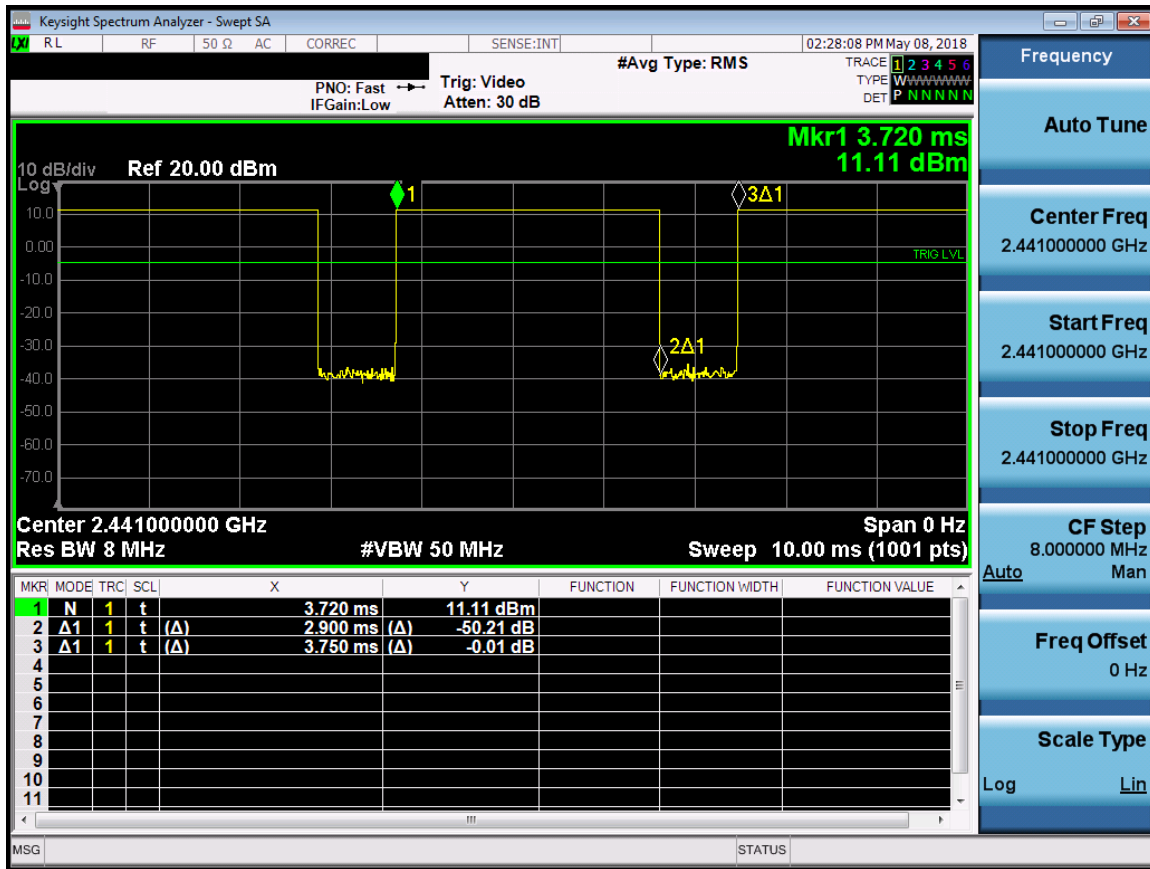 Keysight Spectrum Analyzer - Swept SA
LXI RL RF 50 Ω AC CORREC SENSE:INT 02:28:08 PM May 08, 2018
#Avg Type: RMS
TRACE 1 2 3 4 5 6
TYPE WWWWWW
DET P N N N N N
PNO: Fast
IFGain:Low
Trig: Video
Atten: 30 dB
Mkr1 3.720 ms
11.11 dBm
10 dB/div Ref 20.00 dBm
Log
1
3Δ1
10.0
0.00
TRIG LVL
-10.0
-20.0
-30.0
2Δ1
-40.0
-50.0
-60.0
-70.0
Center 2.441000000 GHz Span 0 Hz
Res BW 8 MHz #VBW 50 MHz Sweep 10.00 ms (1001 pts)
MKR MODE TRC SCL X Y FUNCTION FUNCTION WIDTH FUNCTION VALUE
1 N 1 t 3.720 ms 11.11 dBm
2 Δ1 1 t (Δ) 2.900 ms (Δ) -50.21 dB
3 Δ1 1 t (Δ) 3.750 ms (Δ) -0.01 dB
4
5
6
7
8
9
10
11
MSG STATUS
Frequency
Auto Tune
Center Freq
2.441000000 GHz
Start Freq
2.441000000 GHz
Stop Freq
2.441000000 GHz
CF Step
8.000000 MHz
Auto Man
Freq Offset
0 Hz
Scale Type
Log Lin